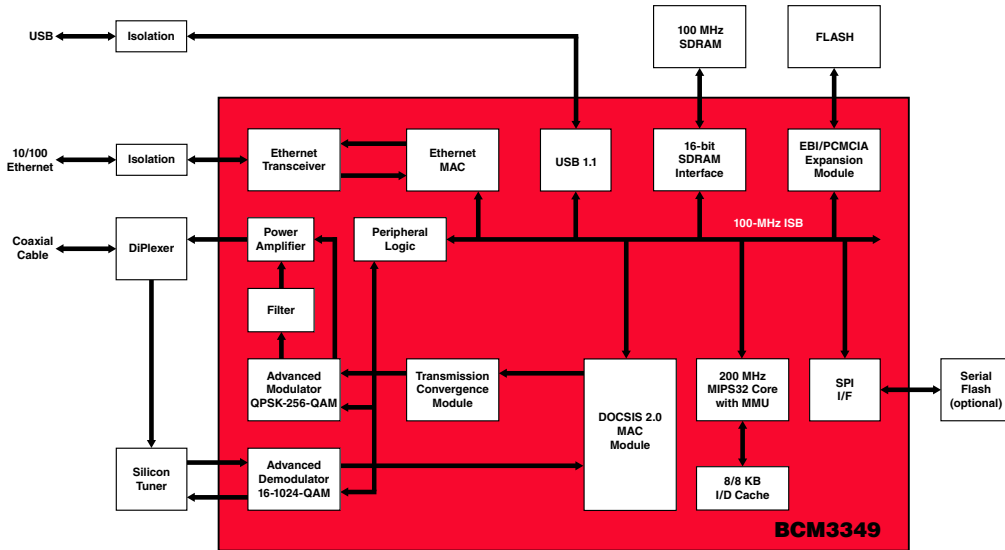 USB
Isolation
100 MHz
SDRAM
FLASH
10/100
Ethernet
Isolation
Ethernet
Transceiver
Ethernet
MAC
USB 1.1
16-bit
SDRAM
Interface
EBI/PCMCIA
Expansion
Module
100-MHz ISB
Coaxial
Cable
DiPlexer
Power
Amplifier
Peripheral
Logic
Filter
Advanced
Modulator
QPSK-256-QAM
Transmission
Convergence
Module
DOCSIS 2.0
MAC
Module
200 MHz
MIPS32 Core
with MMU
SPI
I/F
Serial
Flash
(optional)
Silicon
Tuner
Advanced
Demodulator
16-1024-QAM
8/8 KB
I/D Cache
BCM3349